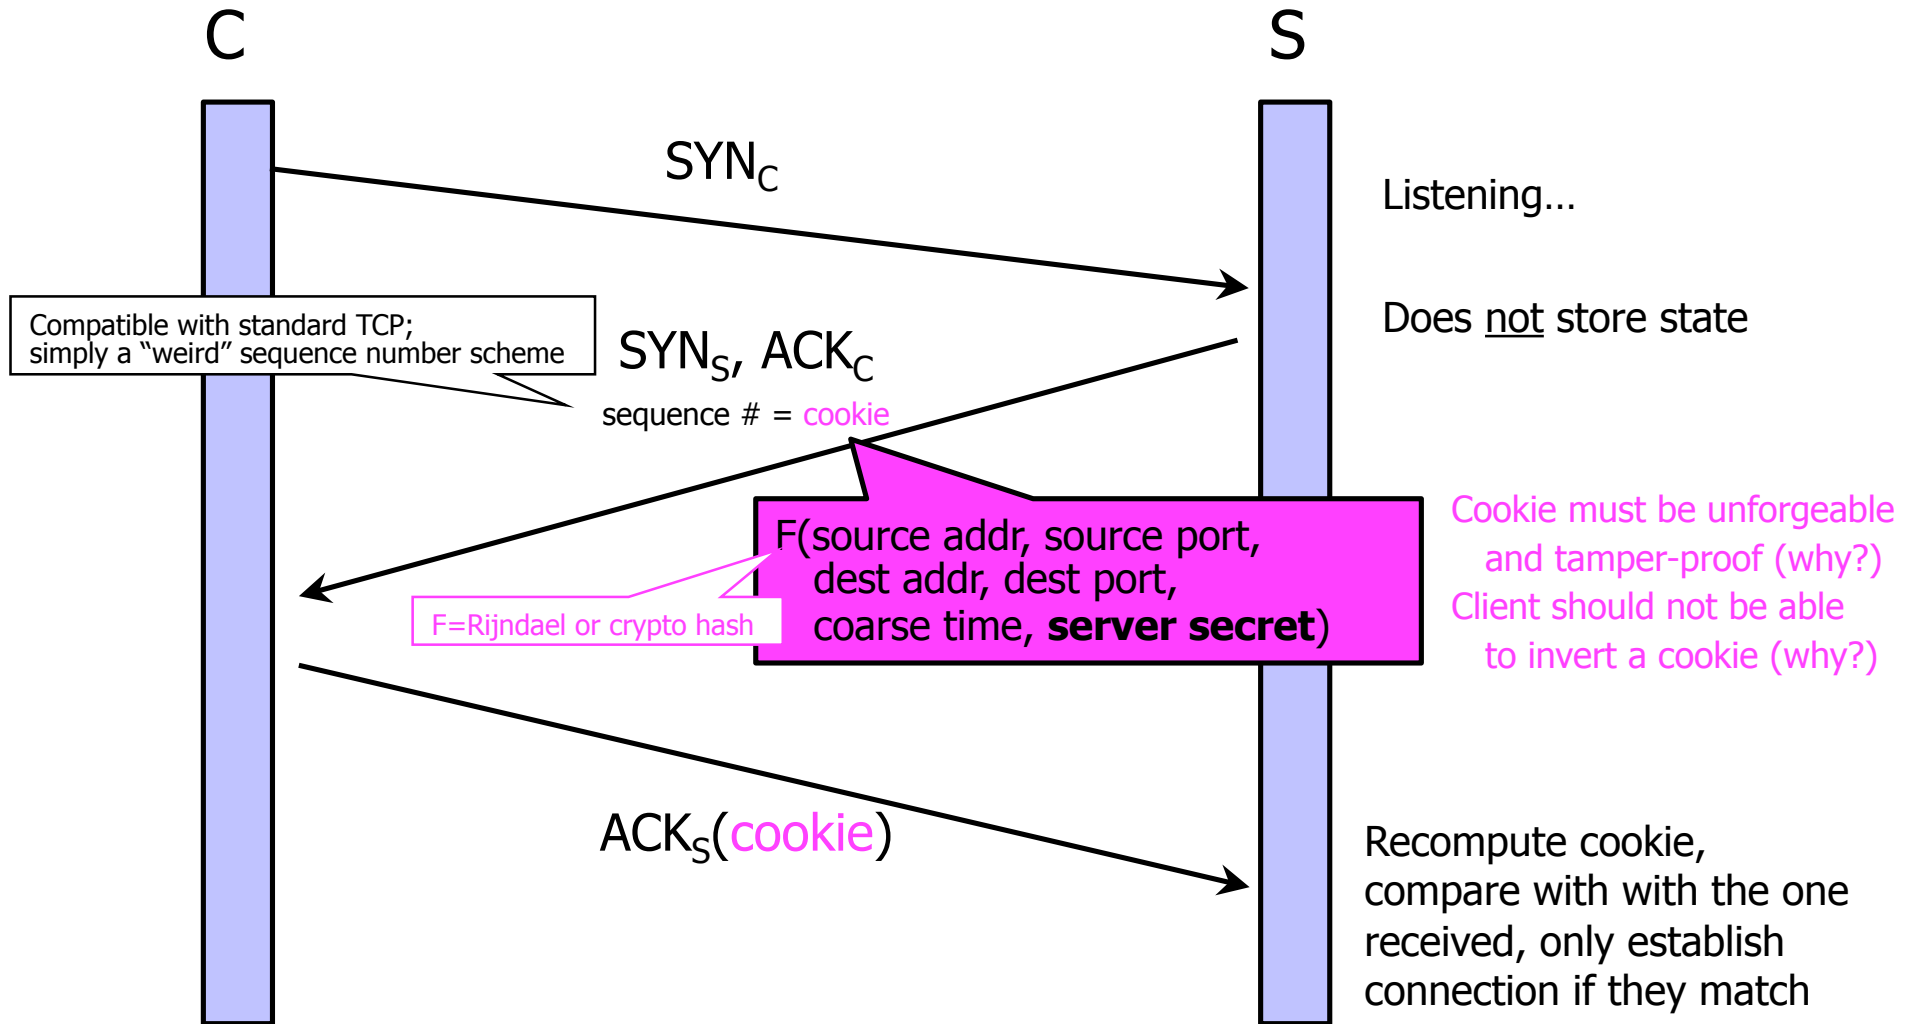 C
S
SYNC
Listening…
Compatible with standard TCP;
simply a “weird” sequence number scheme
Does not store state
SYNS, ACKC
sequence # = cookie
F(source addr, source port,
dest addr, dest port,
coarse time, server secret)
F=Rijndael or crypto hash
Cookie must be unforgeable
and tamper-proof (why?)
Client should not be able
to invert a cookie (why?)
ACKS(cookie)
Recompute cookie,
compare with with the one
received, only establish
connection if they match